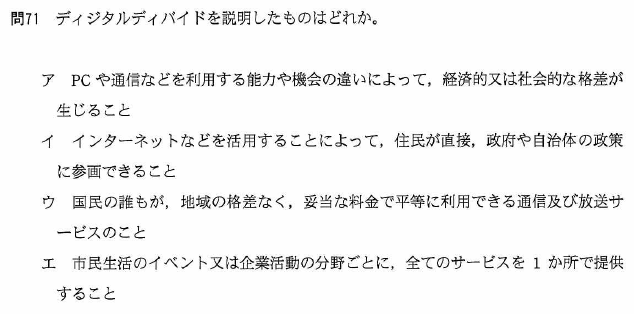 問71 ディジタルディバイドを説明したものはどれか。
ア PCや通信などを利用する能力や機会の違いによって，経済的又は社会的な格差が
生じること
イ インターネットなどを活用することによって，住民が直接，政府や自治体の政策
に参画できること
ウ 国民の誰もが，地域の格差なく，妥当な料金で平等に利用できる通信及び放送サ
ービスのこと
エ 市民生活のイベント又は企業活動の分野ごとに，全てのサービスを1か所で提供
すること